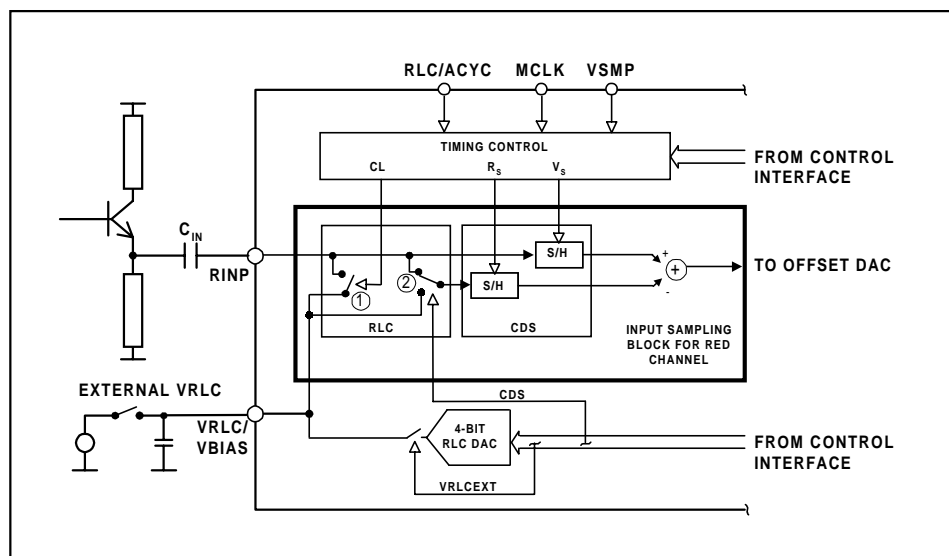 RLC/ACYC MCLK VSMP
TIMING CONTROL
CL RS VS
FROM CONTROL
INTERFACE
CIN
RINP
S/H
S/H
+
+
-
1
2
RLC
CDS
TO OFFSET DAC
INPUT SAMPLING
BLOCK FOR RED
CHANNEL
EXTERNAL VRLC
VRLC/
VBIAS
CDS
4-BIT
RLC DAC
VRLCEXT
FROM CONTROL
INTERFACE